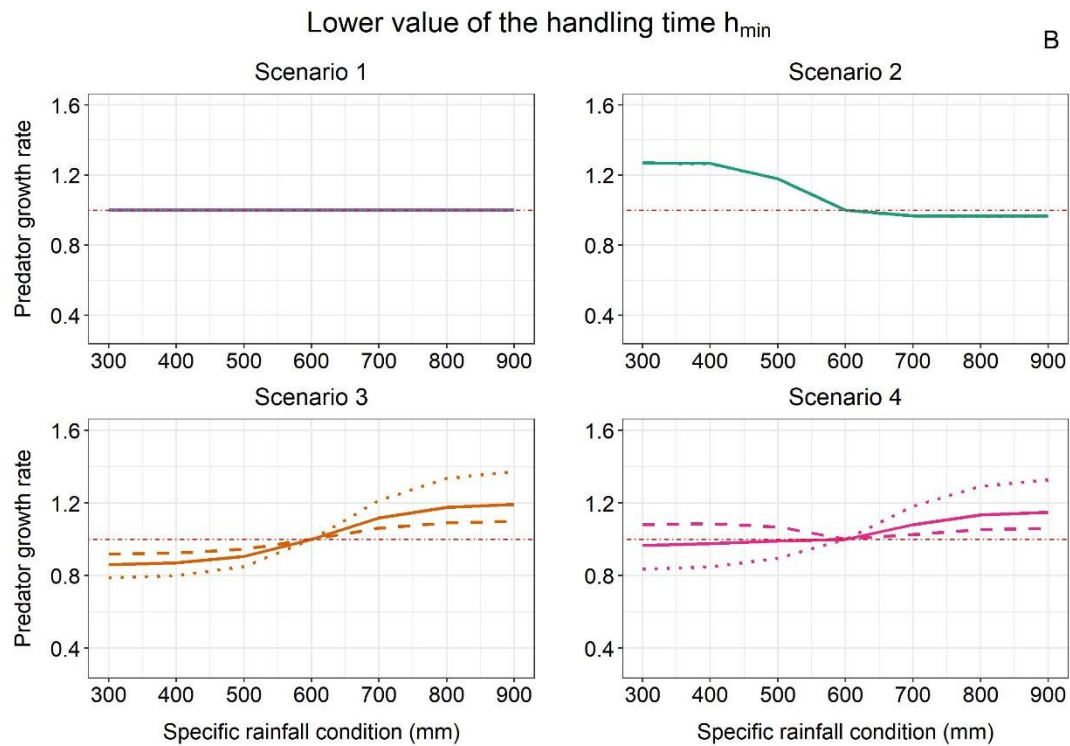 Lower value of the handling time hmin
B
Scenario 1
Scenario 2
Predator growth rate
1.6
1.2
0.8
0.4
300 400 500 600 700 800 900
1.6
1.2
0.8
0.4
300 400 500 600 700 800 900
Scenario 3
Scenario 4
Predator growth rate
1.6
1.2
0.8
0.4
300 400 500 600 700 800 900
Specific rainfall condition (mm)
1.6
1.2
0.8
0.4
300 400 500 600 700 800 900
Specific rainfall condition (mm)